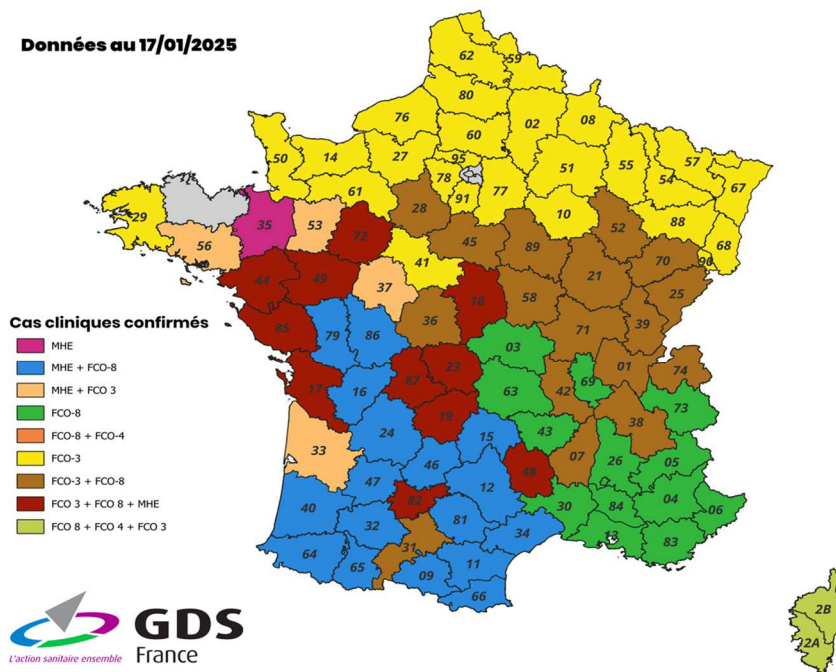 Données au 17/01/2025
62 59
80
76 02 08
60
50 14 27 95 51 55 57
78 77 54 67
61 91
29 28 10 52 88 68
35 53
56 72 45 89 70 90
41 21 25
44 49 37 18 58
36 71 39
85 79 86
03 01 74
23 69
17 16 87 63 42 73
19 38
24 15 43
33 07 26 05
46 48
47 12 04
40 82 30 84 06
32 81 34 13 83
31
64 65 11
09
66
2B
2A
Cas cliniques confirmés
MHE
MHE + FCO-8
MHE + FCO 3
FCO-8
FCO-8 + FCO-4
FCO-3
FCO-3 + FCO-8
FCO 3 + FCO 8 + MHE
FCO 8 + FCO 4 + FCO 3
GDS
France
L'action sanitaire ensemble